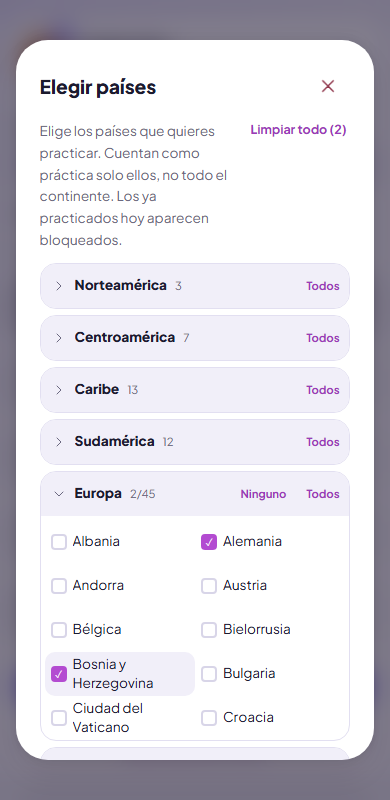 Elegir países
Elige los países que quieres
practicar. Cuentan como
práctica solo ellos, no todo el
continente. Los ya
practicados hoy aparecen
bloqueados.
Limpiar todo (2)
Norteamérica 3 Todos
Centroamérica 7 Todos
Caribe 13 Todos
Sudamérica 12 Todos
Europa 2/45 Ninguno Todos
Albania
Alemania
Andorra
Austria
Bélgica
Bielorrusia
Bosnia y
Herzegovina
Bulgaria
Ciudad del
Vaticano
Croacia